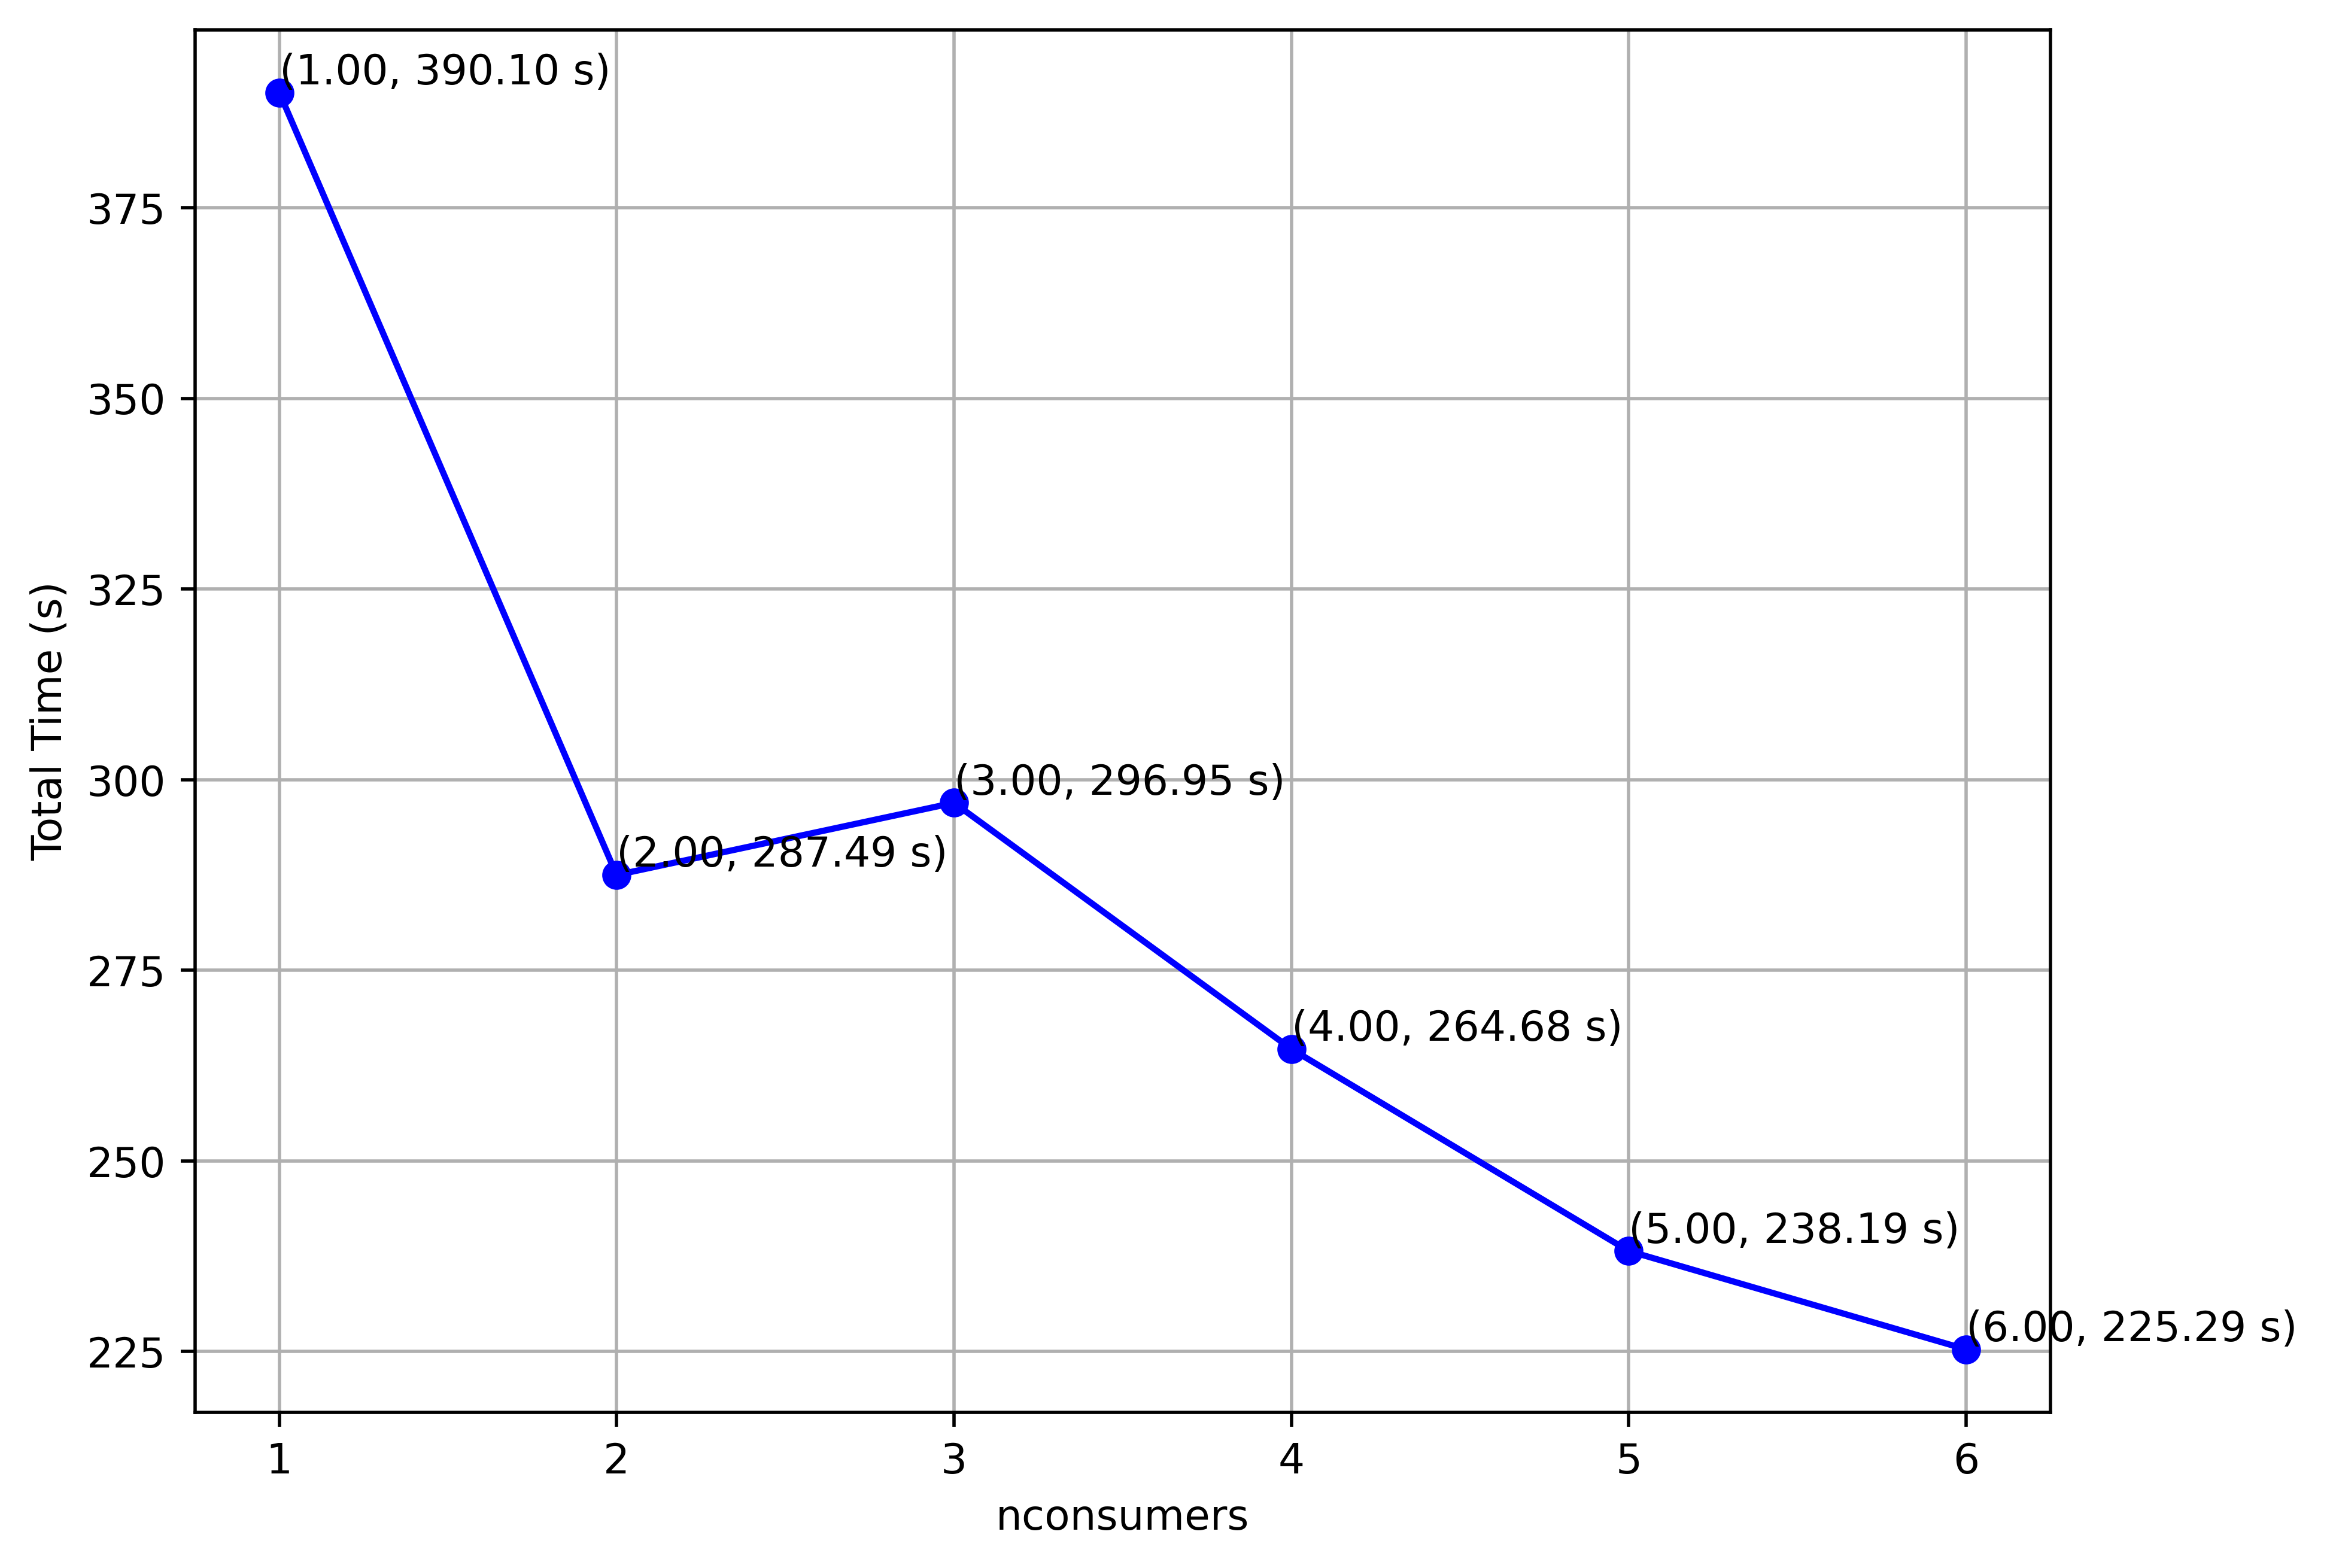 (1.00, 390.10 s)
375
350
325
300
275
250
225
Total Time (s)
(3.00, 296.95 s)
(2.00, 287.49 s)
(4.00, 264.68 s)
(5.00, 238.19 s)
(6.00, 225.29 s)
1 2 3 4 5 6
nconsumers